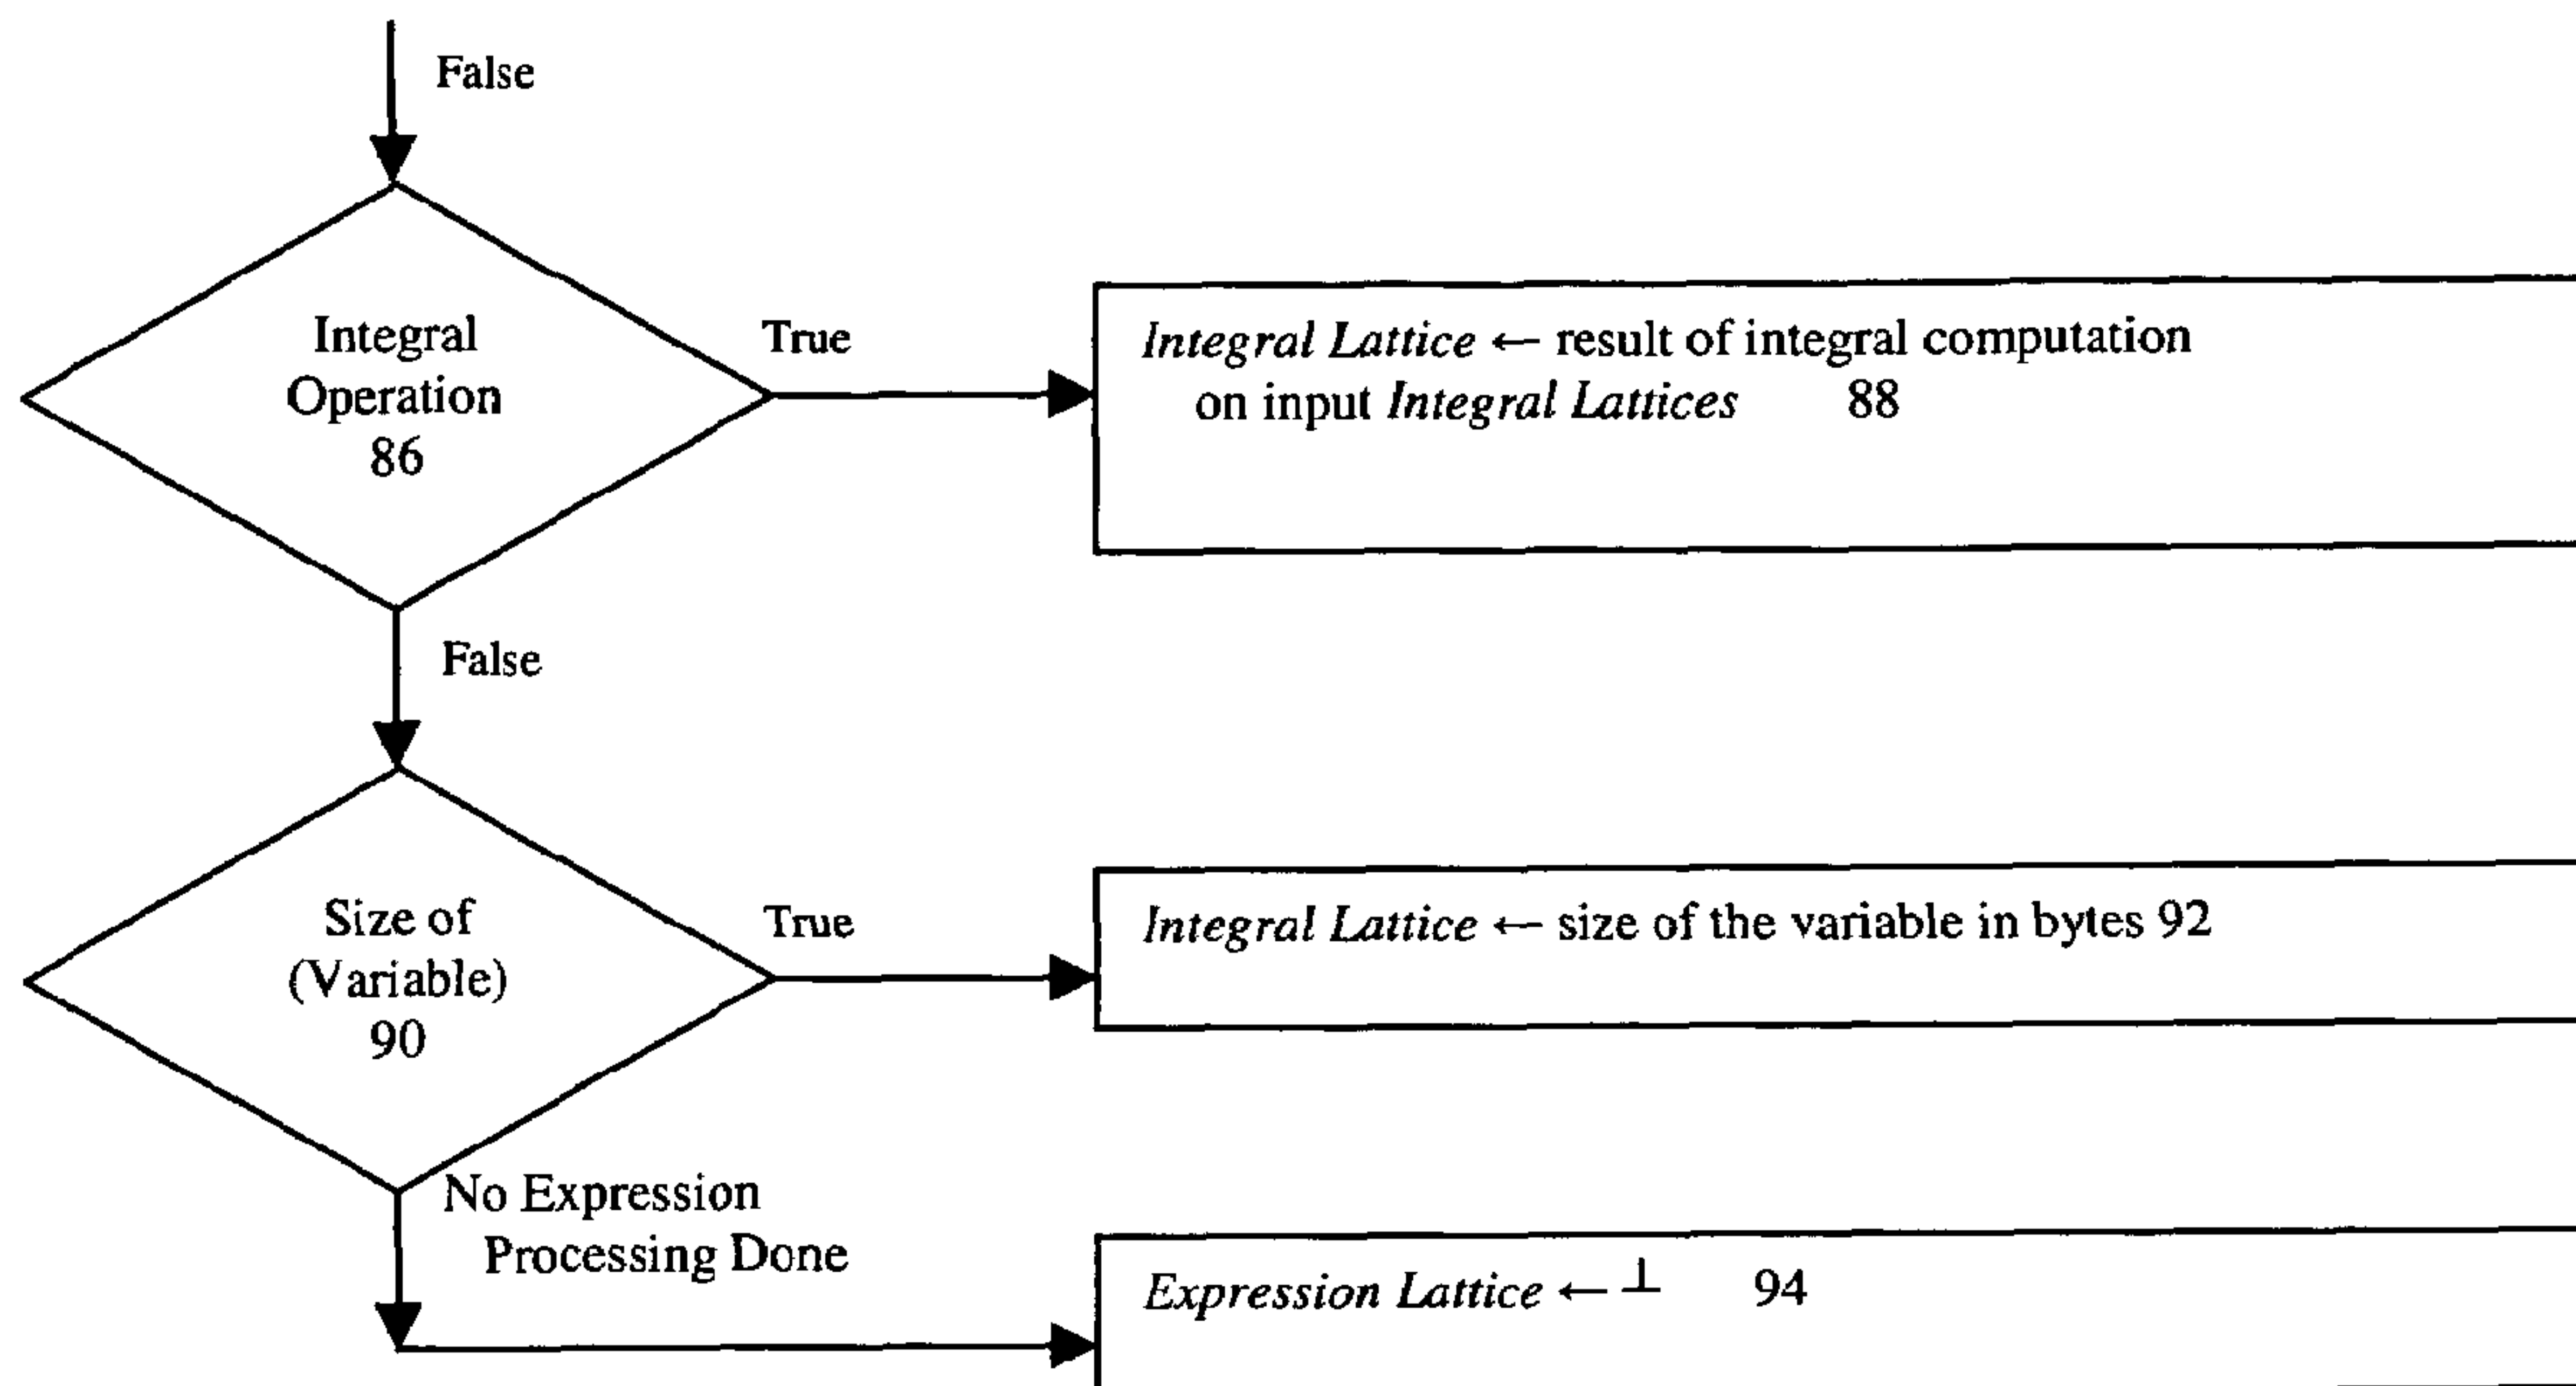 False
Integral
Operation
86
True
Integral Lattice ← result of integral computation
on input Integral Lattices 88
False
Size of
(Variable)
90
True
Integral Lattice ← size of the variable in bytes 92
No Expression
Processing Done
Expression Lattice ← ⊥ 94